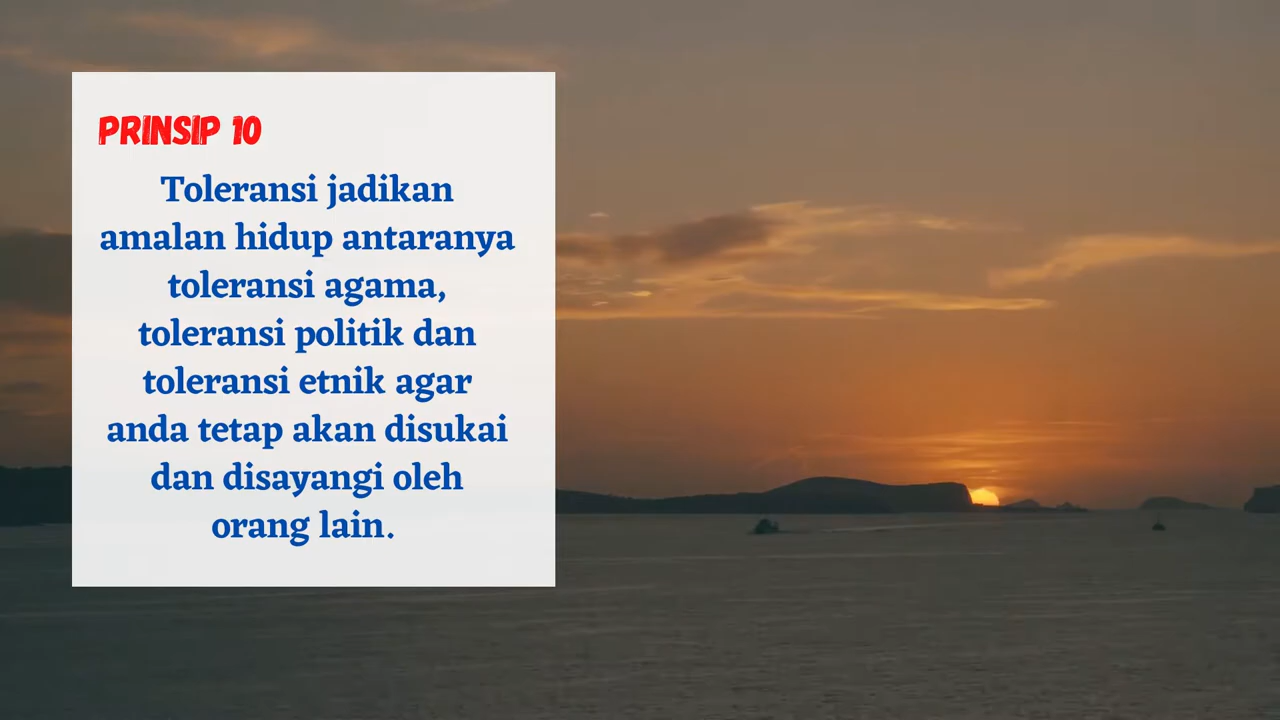 PRINSIP 10
Toleransi jadikan
amalan hidup antaranya
toleransi agama,
toleransi politik dan
toleransi etnik agar
anda tetap akan disukai
dan disayangi oleh
orang lain.